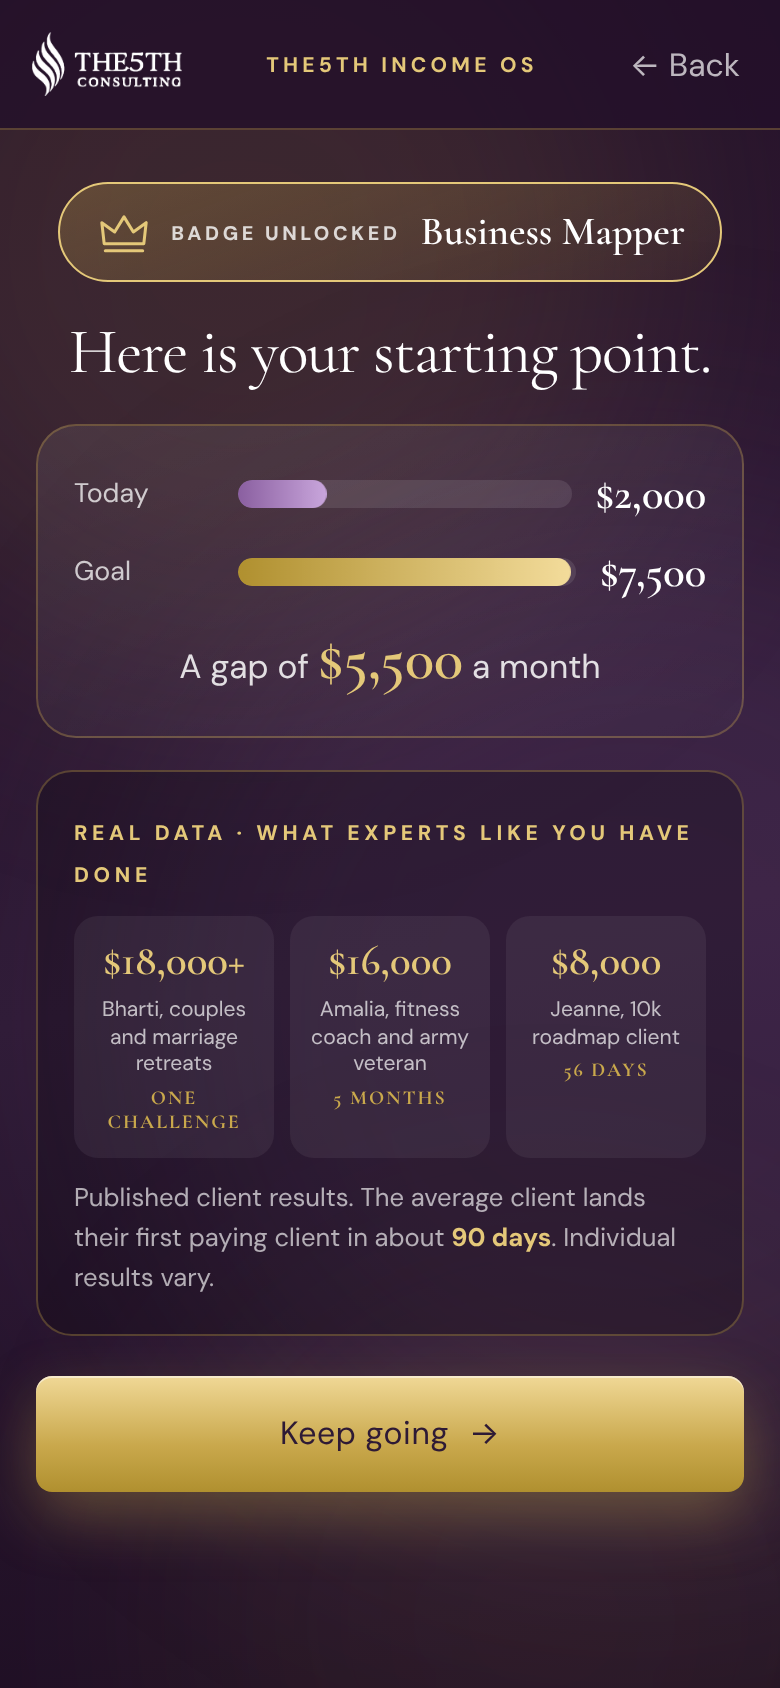 THE5TH
CONSULTING
THE5TH INCOME OS
← Back
BADGE UNLOCKED Business Mapper
Here is your starting point.
Today $2,000
Goal $7,500
A gap of $5,500 a month
REAL DATA · WHAT EXPERTS LIKE YOU HAVE
DONE
$18,000+
Bharti, couples
and marriage
retreats
ONE
CHALLENGE
$16,000
Amalia, fitness
coach and army
veteran
5 MONTHS
$8,000
Jeanne, 10k
roadmap client
56 DAYS
Published client results. The average client lands
their first paying client in about 90 days. Individual
results vary.
Keep going →